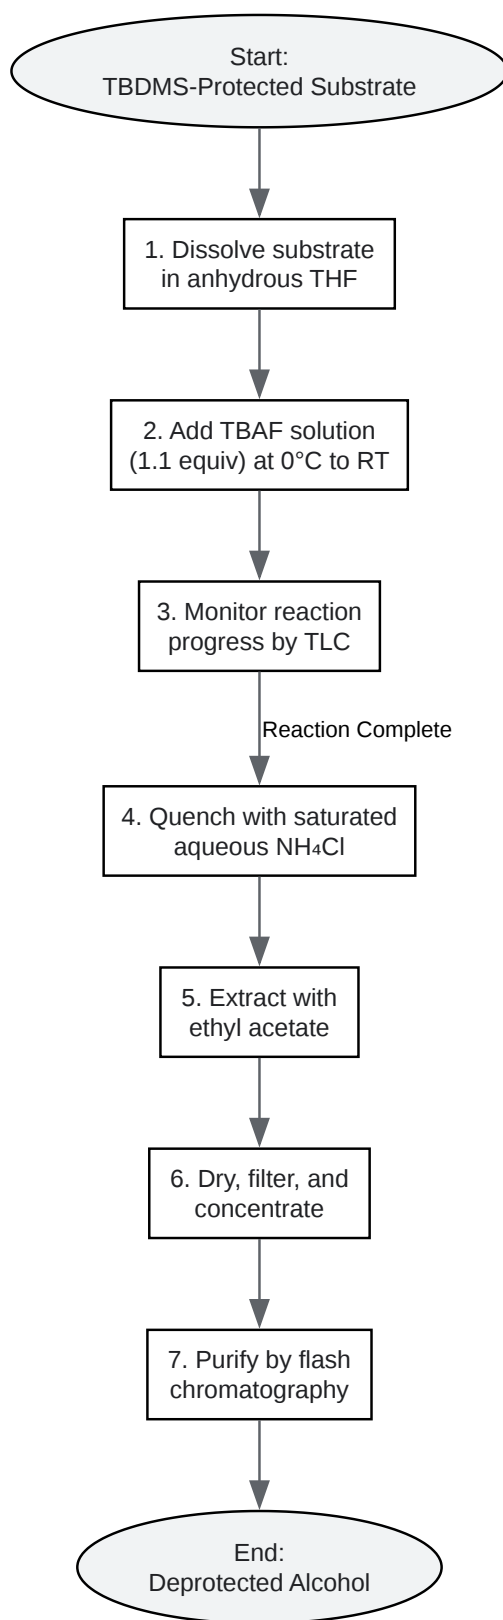 Start:
TBDMS-Protected Substrate
1. Dissolve substrate
in anhydrous THF
2. Add TBAF solution
(1.1 equiv) at 0°C to RT
3. Monitor reaction
progress by TLC
Reaction Complete
4. Quench with saturated
aqueous NH₄Cl
5. Extract with
ethyl acetate
6. Dry, filter, and
concentrate
7. Purify by flash
chromatography
End:
Deprotected Alcohol